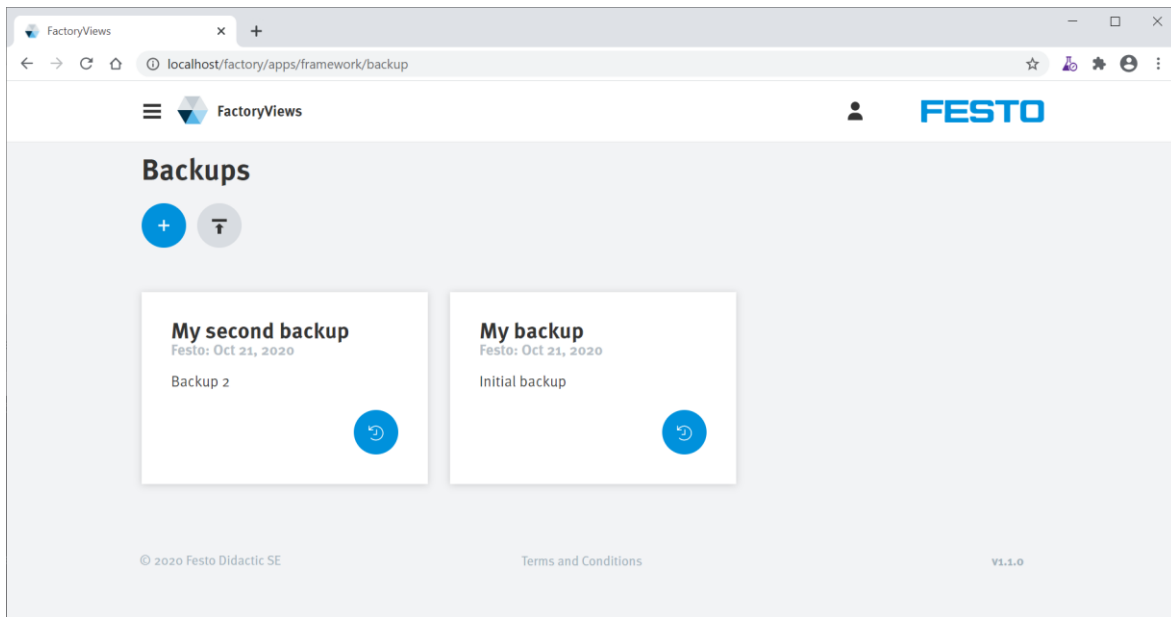 FactoryViews
localhost/factory/apps/framework/backup
FactoryViews
FESTO
Backups
My second backup
Festo: Oct 21, 2020
Backup 2
My backup
Festo: Oct 21, 2020
Initial backup
© 2020 Festo Didactic SE
Terms and Conditions
v1.1.0